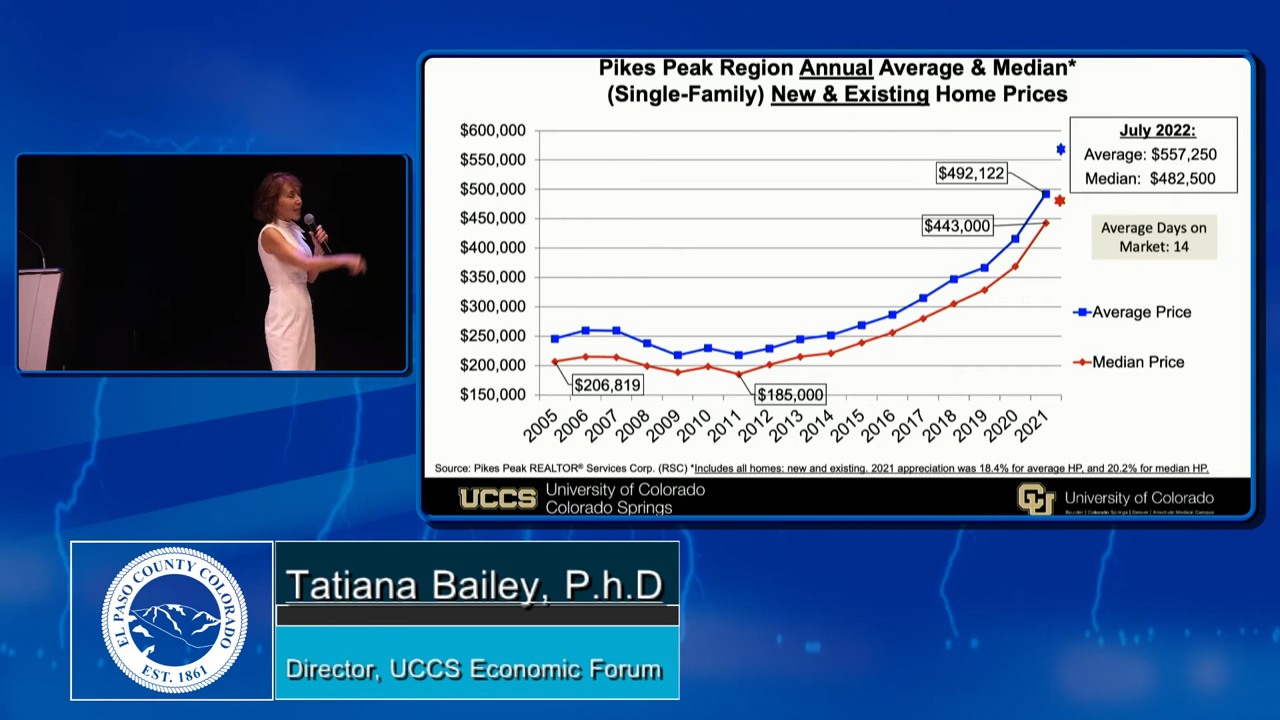 Pikes Peak Region Annual Average & Median*
(Single-Family) New & Existing Home Prices
$600,000
$550,000
$500,000
$450,000
$400,000
$350,000
$300,000
$250,000
$200,000
$150,000
$492,122
$443,000
$206,819
$185,000
2005
2006
2007
2008
2009
2010
2011
2012
2013
2014
2015
2016
2017
2018
2019
2020
2021
July 2022:
Average: $557,250
Median: $482,500
Average Days on
Market: 14
Average Price
Median Price
Source: Pikes Peak REALTOR® Services Corp. (RSC) *Includes all homes: new and existing. 2021 appreciation was 18.4% for average HP, and 20.2% for median HP.
UCCS
University of Colorado
Colorado Springs
CU
University of Colorado
Boulder | Colorado Springs | Denver | Anschutz Medical Campus
EL PASO COUNTY COLORADO
EST. 1861
Tatiana Bailey, P.h.D
Director, UCCS Economic Forum